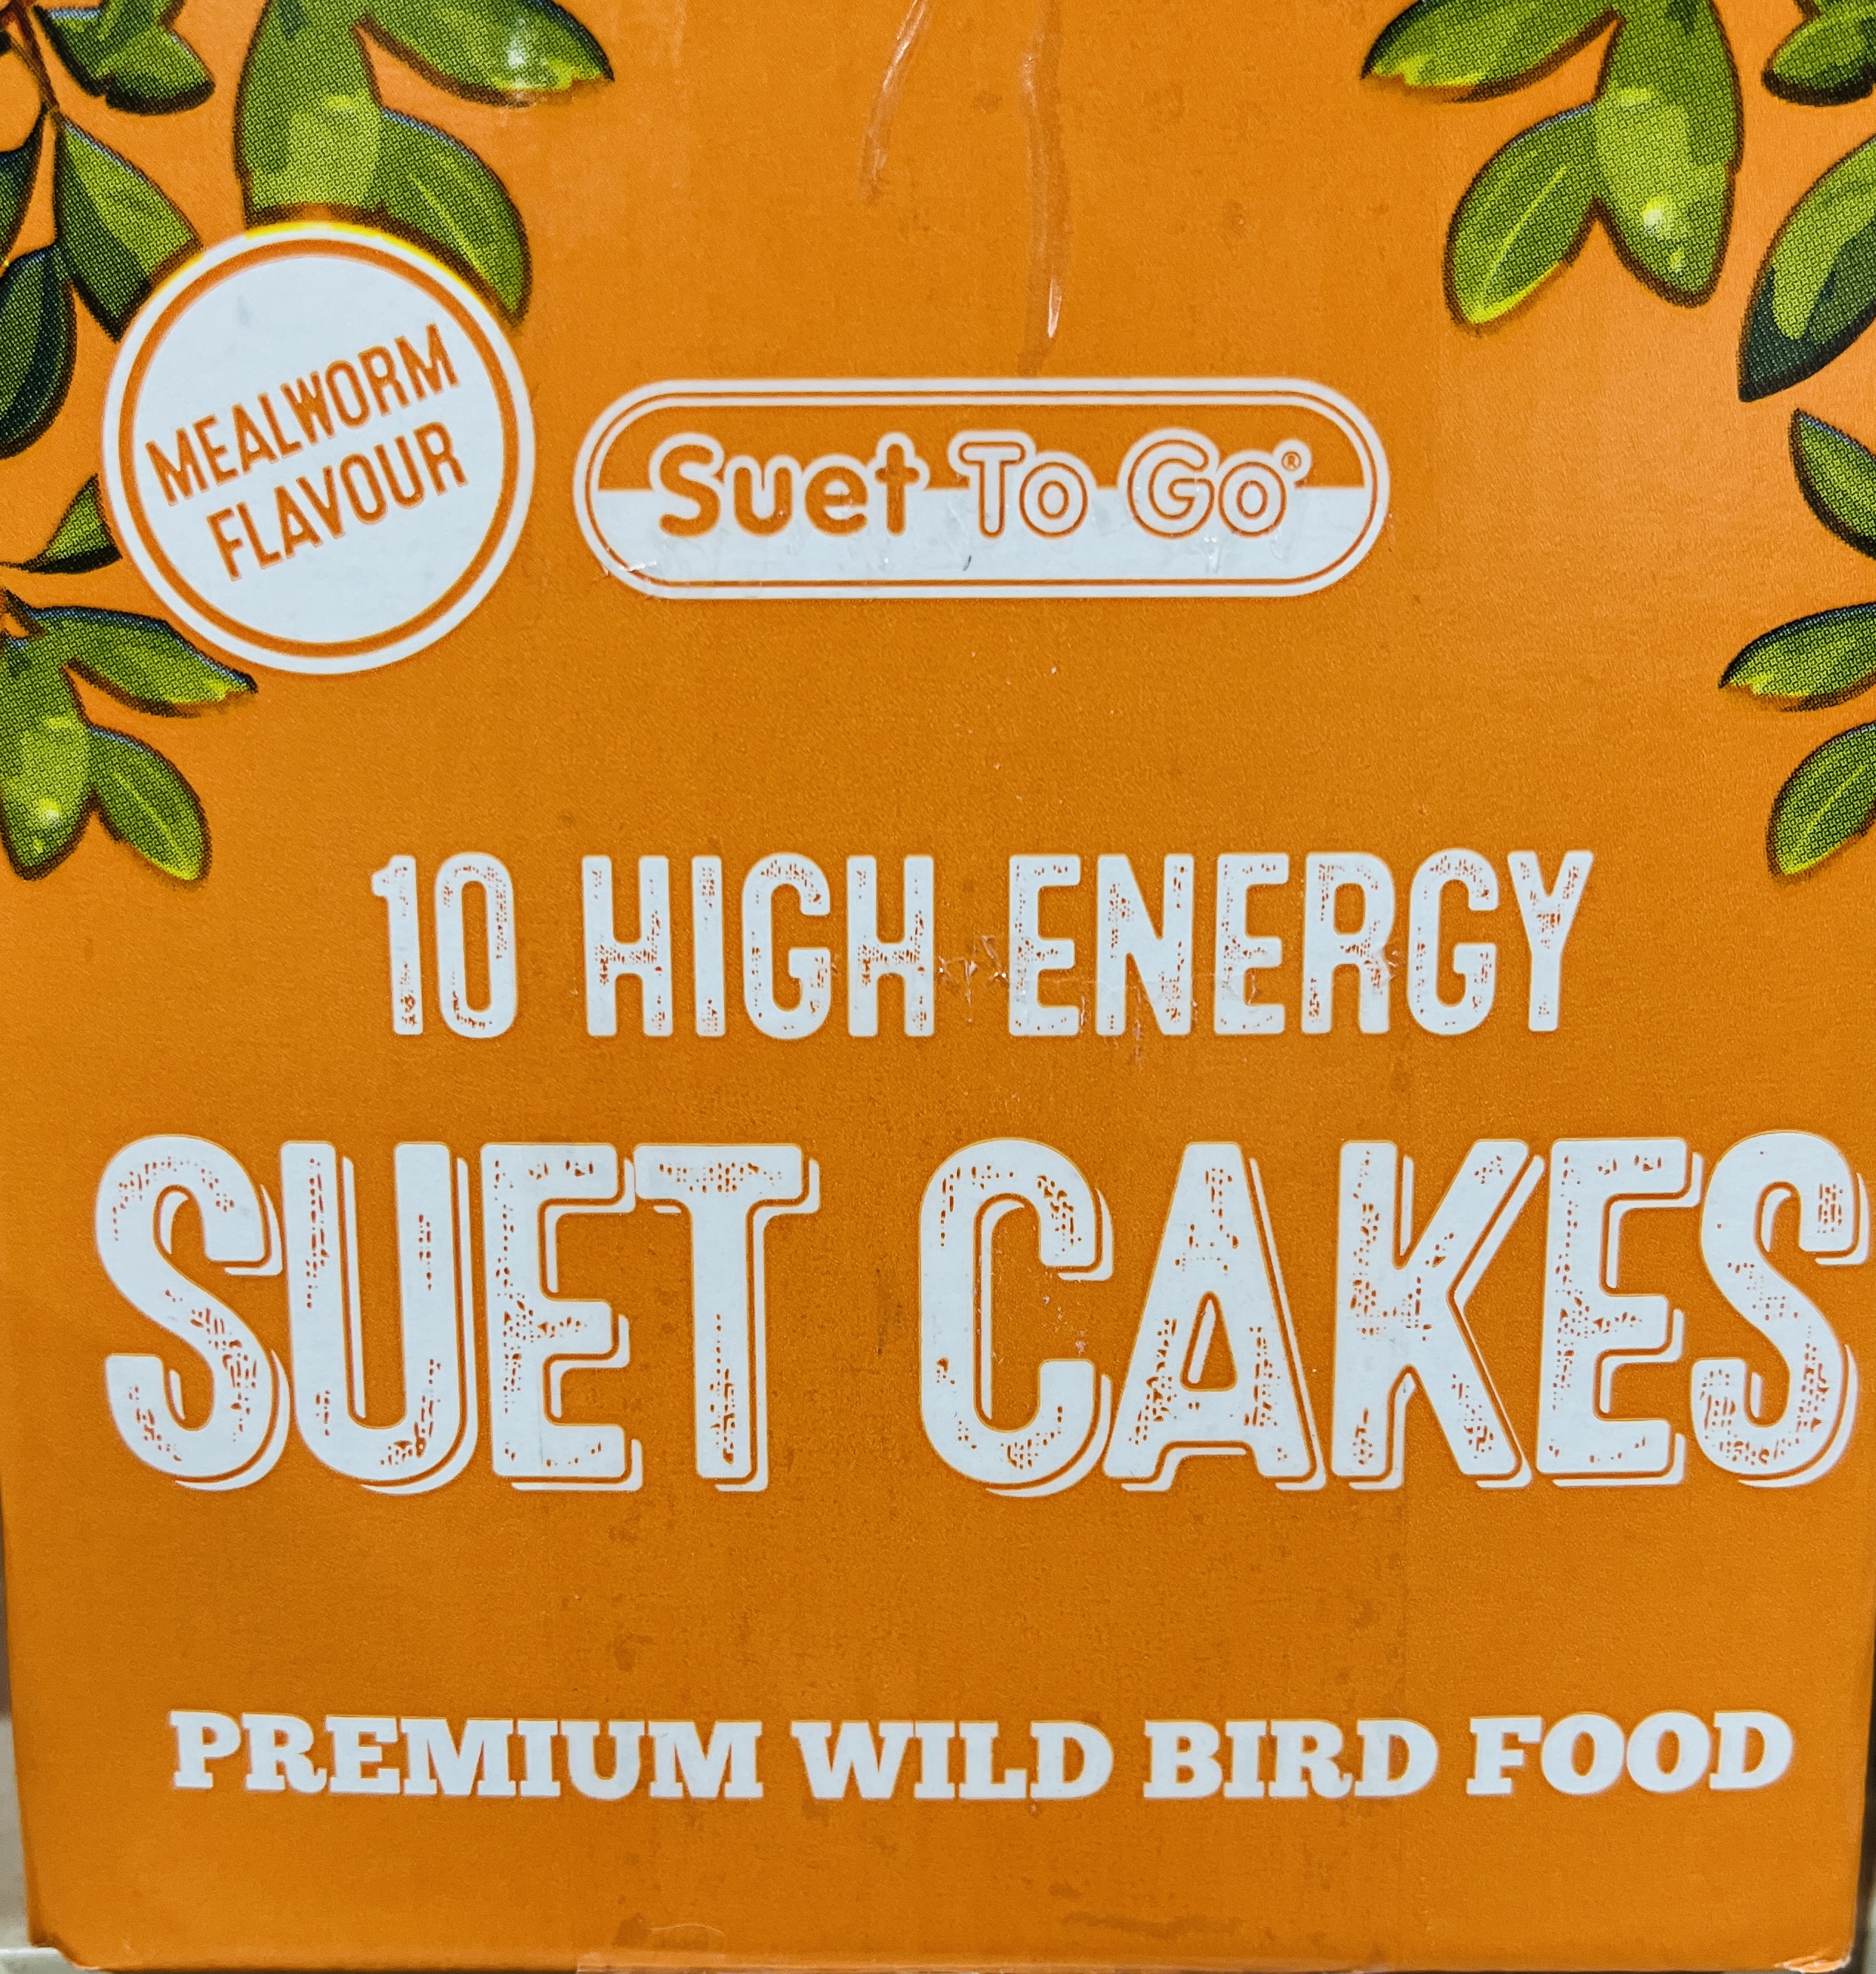 MEALWORM
FLAVOUR
Suet To Go®
10 HIGH ENERGY
SUET CAKES
PREMIUM WILD BIRD FOOD